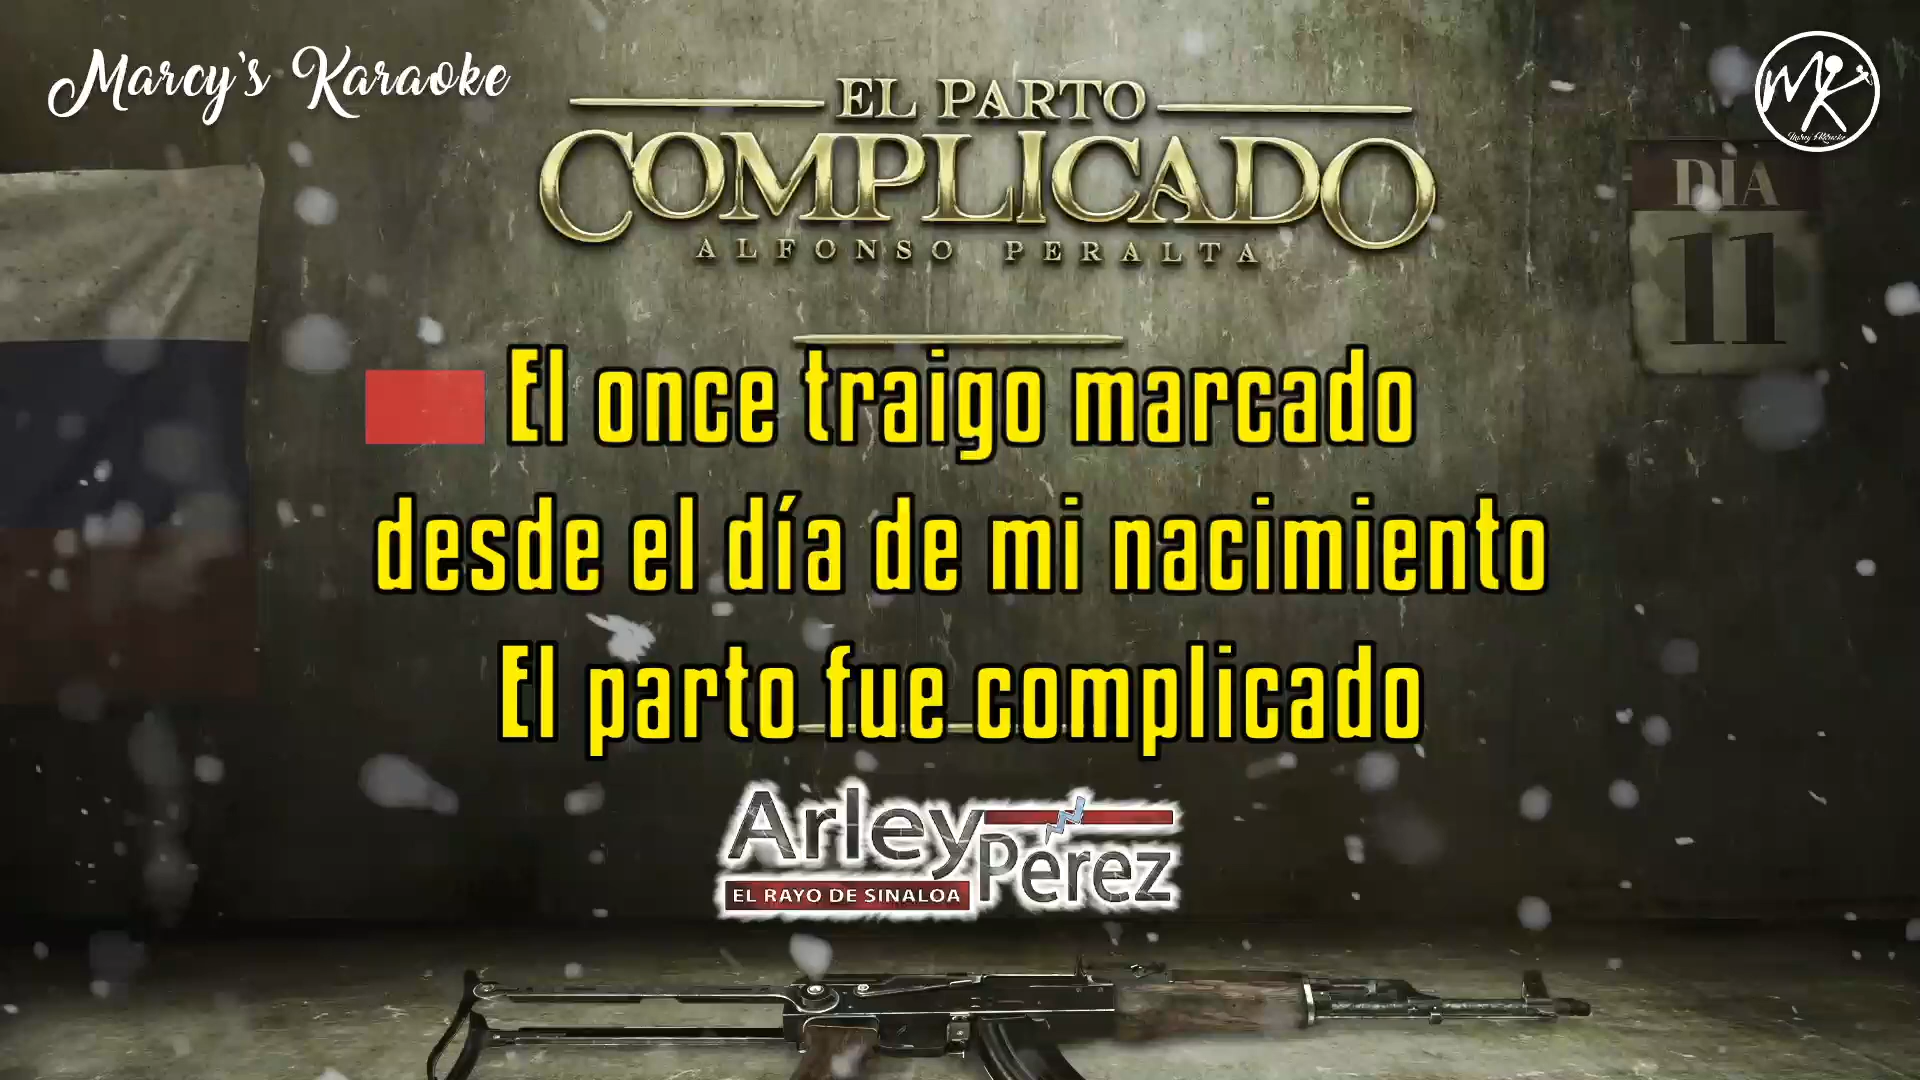 Marcy's Karaoke
MK
EL PARTO
COMPLICADO
ALFONSO PERALTA
DÍA
11
El once traigo marcado
desde el día de mi nacimiento
El parto fue complicado
Arley Pérez
EL RAYO DE SINALOA